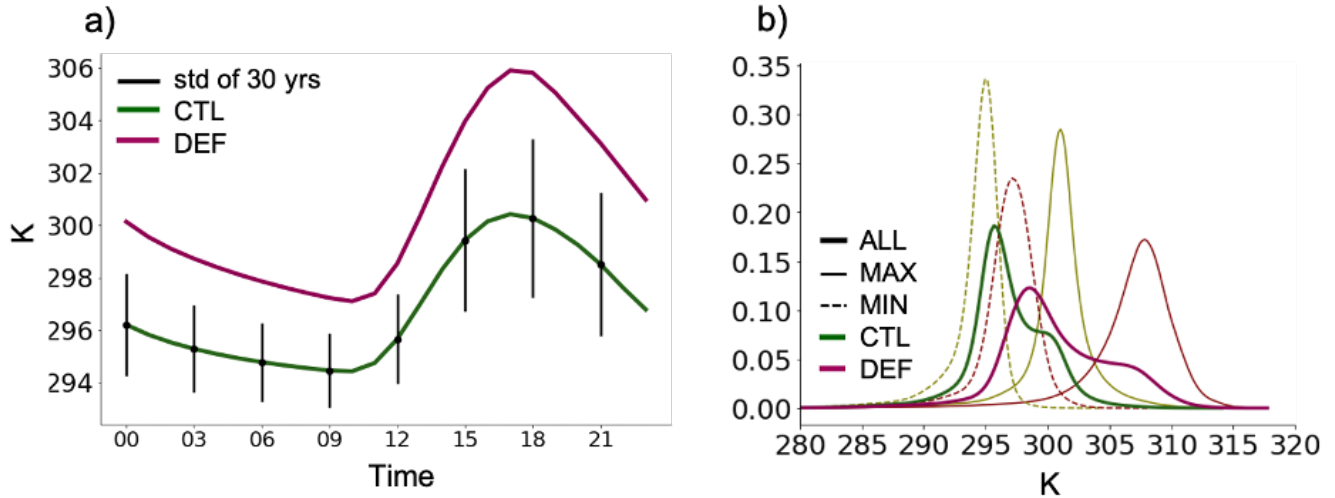 a)
K
306
304
302
300
298
296
294
std of 30 yrs
CTL
DEF
00 03 06 09 12 15 18 21
Time
b)
0.35
0.30
0.25
0.20
0.15
0.10
0.05
0.00
ALL
MAX
MIN
CTL
DEF
280 285 290 295 300 305 310 315 320
K